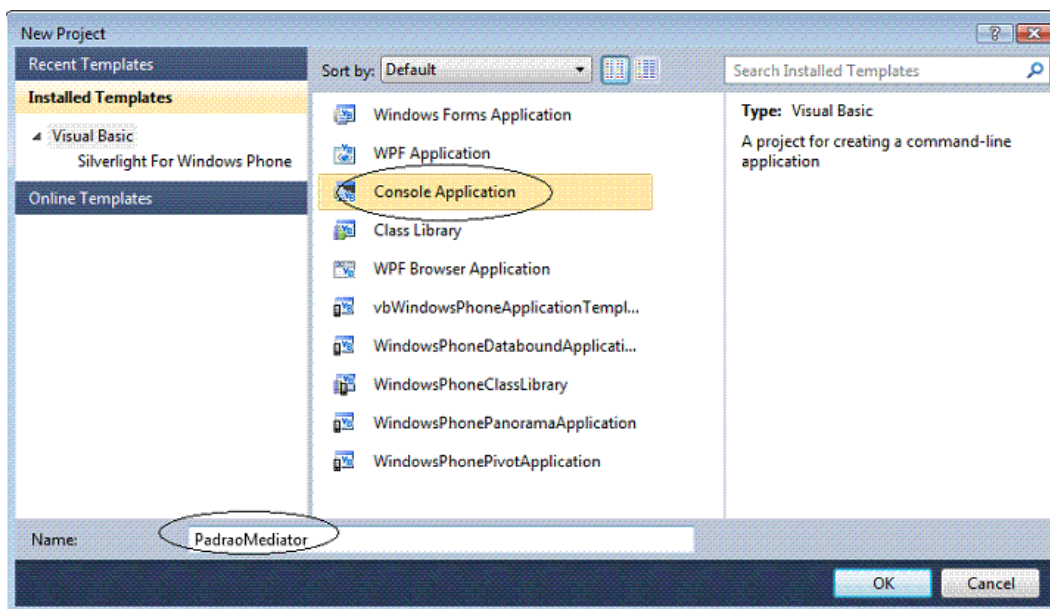 New Project
Recent Templates
Installed Templates
Visual Basic
Silverlight For Windows Phone
Online Templates
Sort by: Default
Search Installed Templates
Windows Forms Application
WPF Application
Console Application
Class Library
WPF Browser Application
vbWindowsPhoneApplicationTempl...
WindowsPhoneDataboundApplicati...
WindowsPhoneClassLibrary
WindowsPhonePanoramaApplication
WindowsPhonePivotApplication
Type: Visual Basic
A project for creating a command-line
application
Name: PadraoMediator
OK Cancel